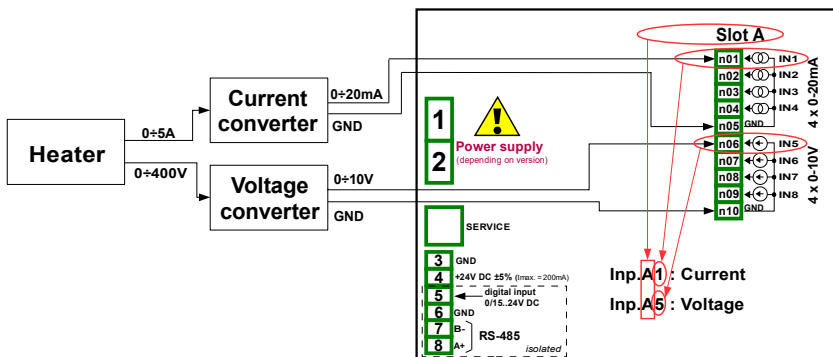 Slot A
n01 IN1
n02 IN2
n03 IN3
n04 IN4
n05 GND
4 x 0-20mA
n06 IN5
n07 IN6
n08 IN7
n09 IN8
n10 GND
4 x 0-10V
Heater
0÷5A
0÷400V
Current
converter
0÷20mA
GND
Voltage
converter
0÷10V
GND
1
2
Power supply
(depending on version)
SERVICE
3 GND
4 +24V DC ±5% (Imax. = 200mA)
5 digital input
0/15..24V DC
6 GND
7 B-
8 A+
RS-485
isolated
Inp.A1 : Current
Inp.A5 : Voltage